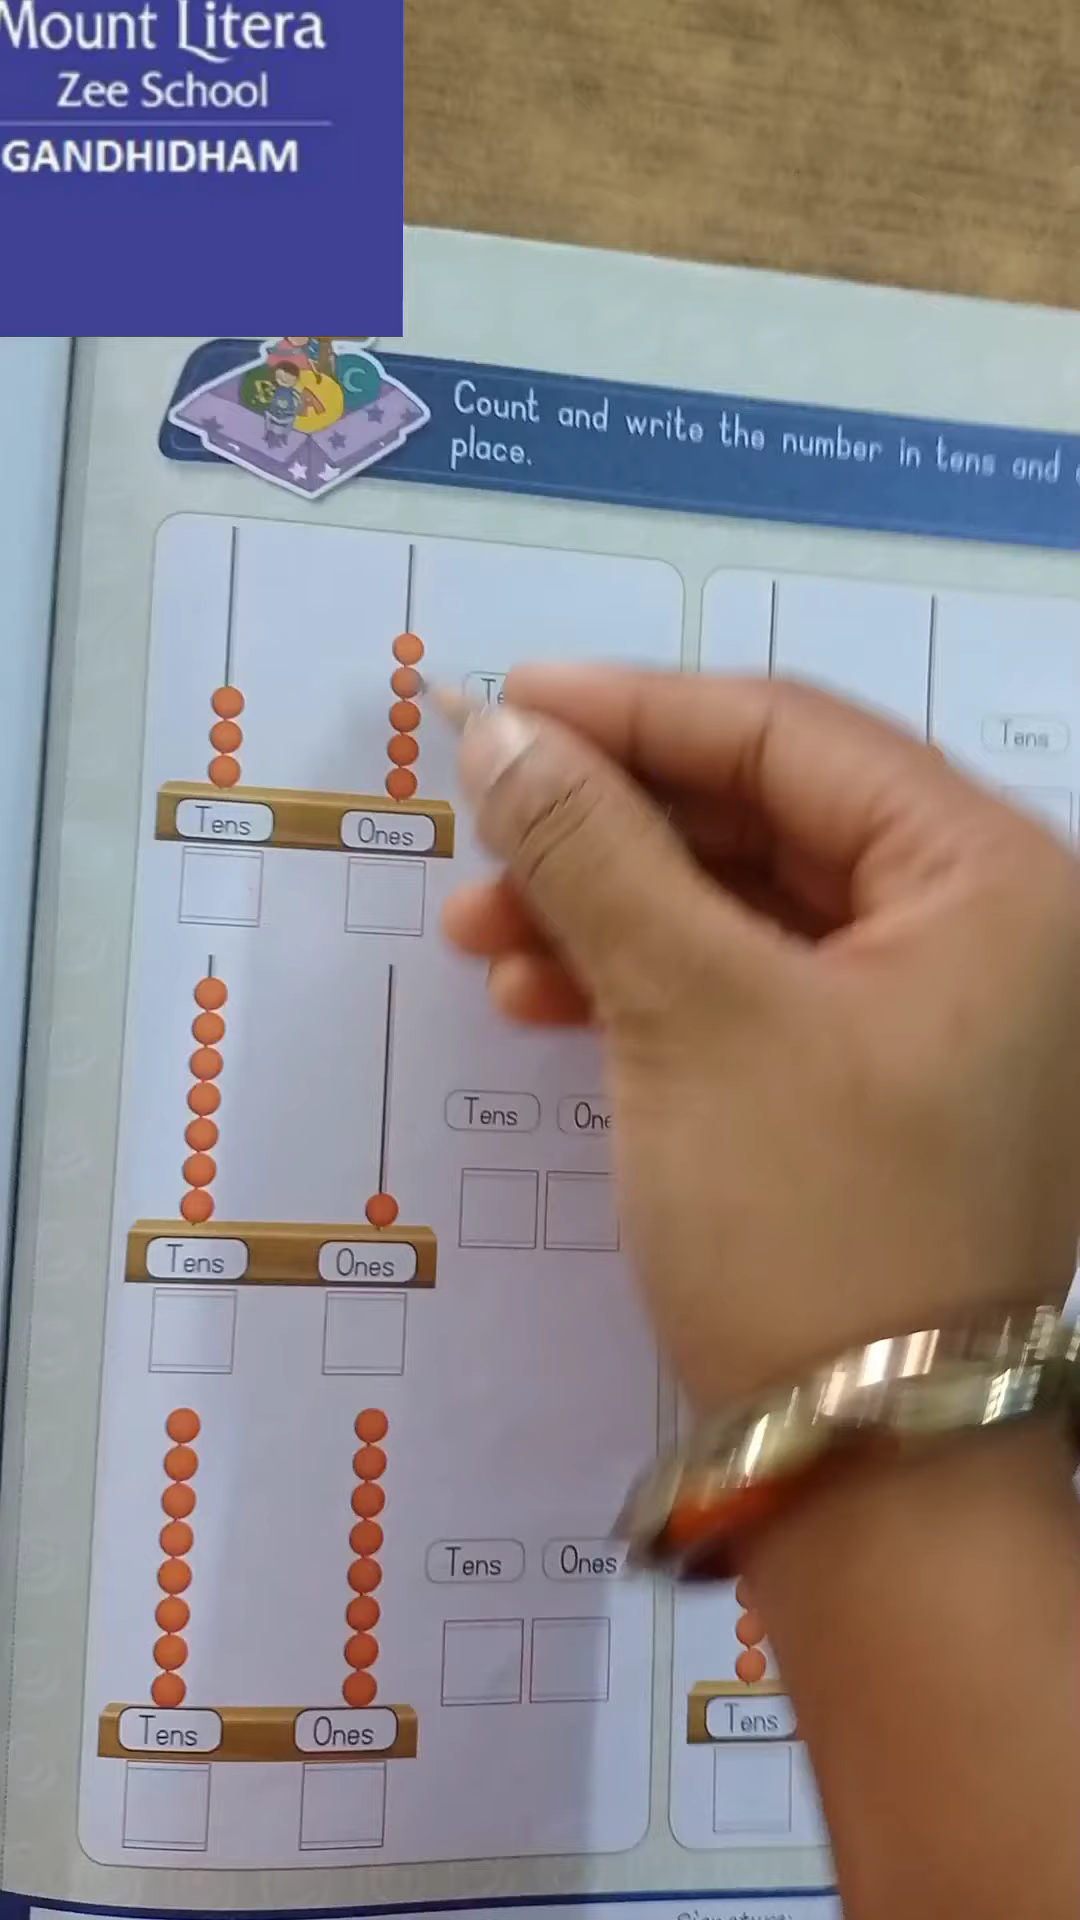 Mount Litera
Zee School
GANDHIDHAM
Count and write the number in tens and
place.
Tens
Tens Ones
Tens
Tens Ones
Tens Ones
Tens Ones
Tens